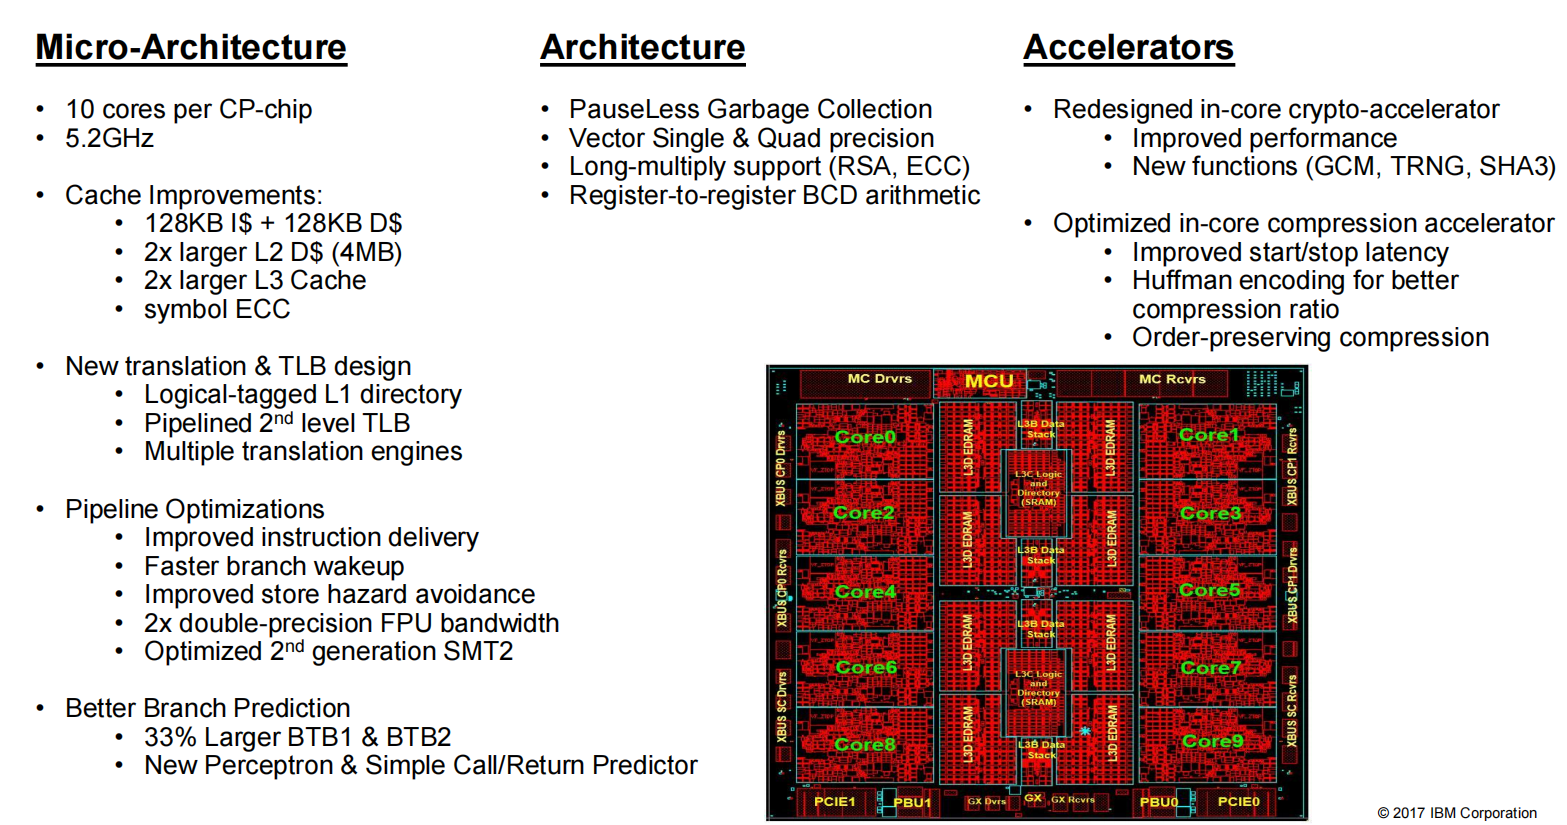 Micro-Architecture
• 10 cores per CP-chip
• 5.2GHz
• Cache Improvements:
• 128KB I$ + 128KB D$
• 2x larger L2 D$ (4MB)
• 2x larger L3 Cache
• symbol ECC
• New translation & TLB design
• Logical-tagged L1 directory
• Pipelined 2nd level TLB
• Multiple translation engines
• Pipeline Optimizations
• Improved instruction delivery
• Faster branch wakeup
• Improved store hazard avoidance
• 2x double-precision FPU bandwidth
• Optimized 2nd generation SMT2
• Better Branch Prediction
• 33% Larger BTB1 & BTB2
• New Perceptron & Simple Call/Return Predictor
Architecture
• PauseLess Garbage Collection
• Vector Single & Quad precision
• Long-multiply support (RSA, ECC)
• Register-to-register BCD arithmetic
Accelerators
• Redesigned in-core crypto-accelerator
• Improved performance
• New functions (GCM, TRNG, SHA3)
• Optimized in-core compression accelerator
• Improved start/stop latency
• Huffman encoding for better
compression ratio
• Order-preserving compression
MC Drvrs
MCU
MC Rcvrs
XBUS CP0 Drvrs
XBUS CP0 Rcvrs
XBUS SC Drvrs
Core0
Core2
Core4
Core6
Core8
L3D EDRAM
L3D EDRAM
L3D EDRAM
L3D EDRAM
L3B Data
Stack
L3C Logic
and
Directory
(SRAM)
L3B Data
Stack
L3B Data
Stack
L3C Logic
and
Directory
(SRAM)
L3B Data
Stack
L3D EDRAM
L3D EDRAM
L3D EDRAM
L3D EDRAM
Core1
Core3
Core5
Core7
Core9
XBUS CP1 Rcvrs
XBUS CP1 Drvrs
XBUS SC Rcvrs
PCIE1
PBU1
GX Dvrs
GX
GX Rcvrs
PBU0
PCIE0
© 2017 IBM Corporation